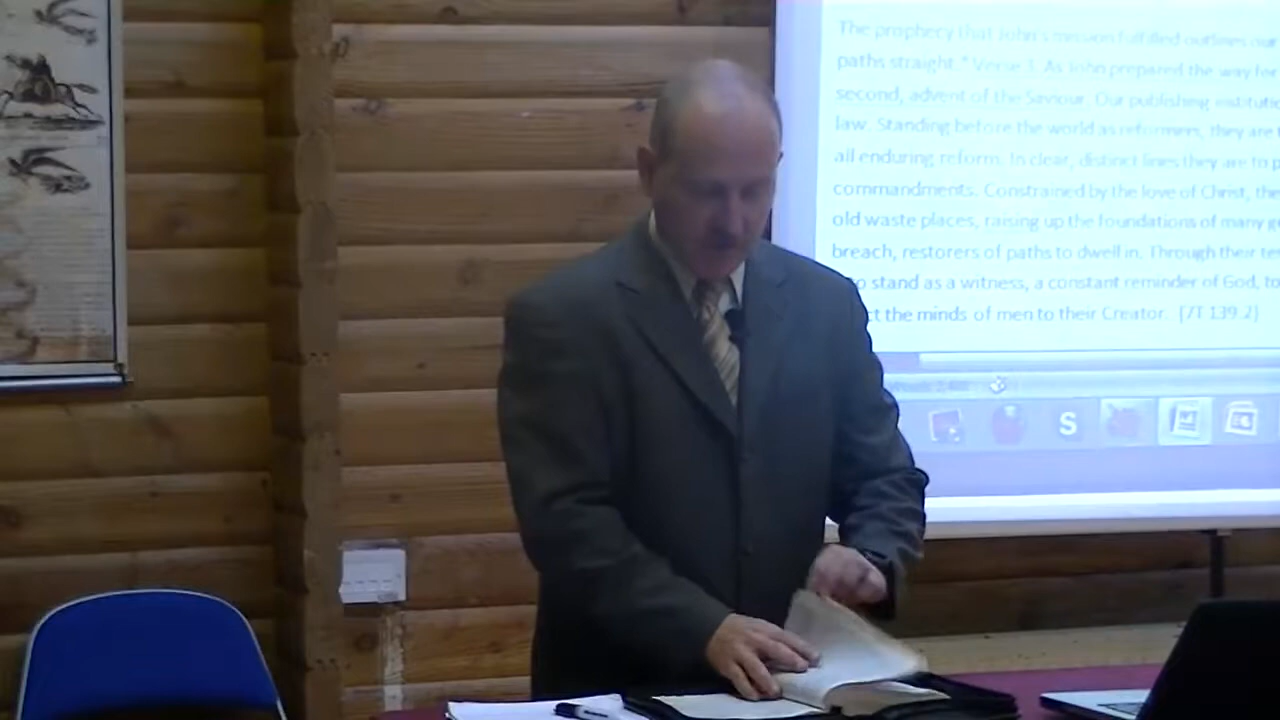 The prophecy that John's mission fulfilled outlines our
paths straight." Verse 3. As John prepared the way for
second, advent of the Saviour. Our publishing instituti
law. Standing before the world as reformers, they are
all enduring reform. In clear, distinct lines they are to p
commandments. Constrained by the love of Christ, the
old waste places, raising up the foundations of many g
breach, restorers of paths to dwell in. Through their te
o stand as a witness, a constant reminder of God, to
ct the minds of men to their Creator. {7T 139.2}
S